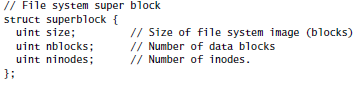 // File system super block
struct superblock {
  uint size;         // Size of file system image (blocks)
  uint nblocks;      // Number of data blocks
  uint ninodes;      // Number of inodes.
};